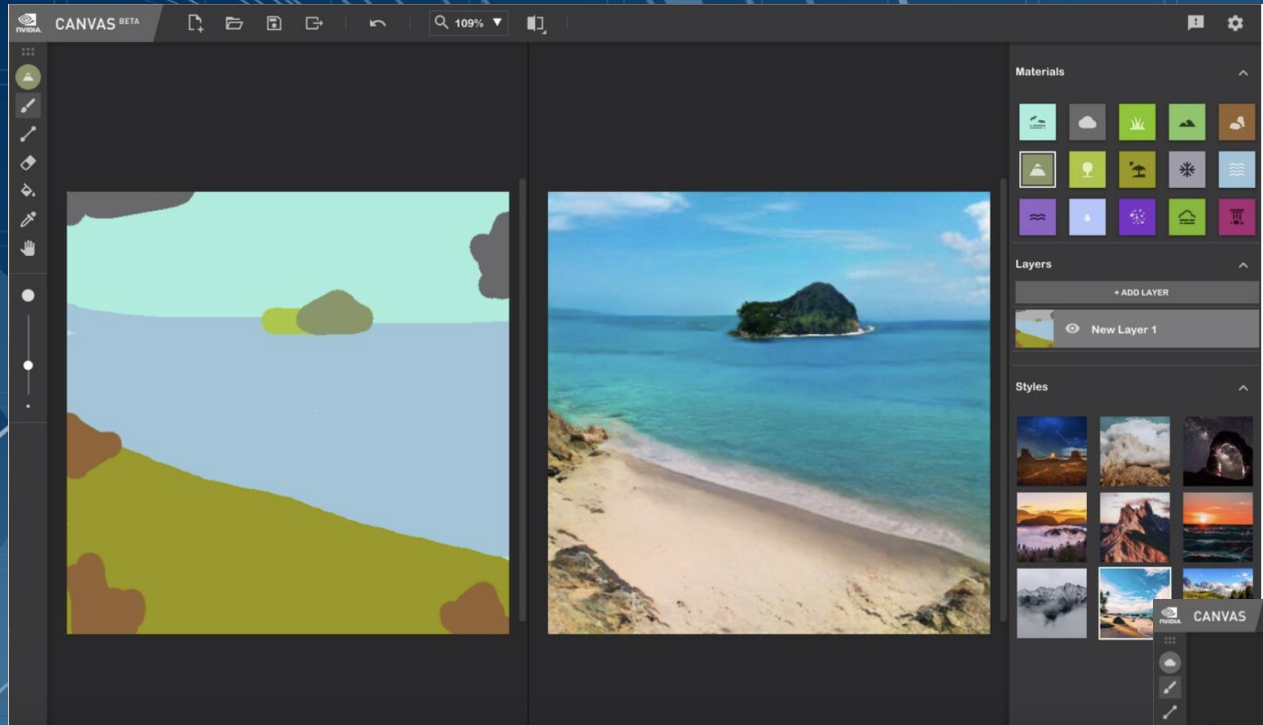 NVIDIA.
CANVAS BETA
109%
Materials
Layers
+ ADD LAYER
New Layer 1
Styles
NVIDIA.
CANVAS